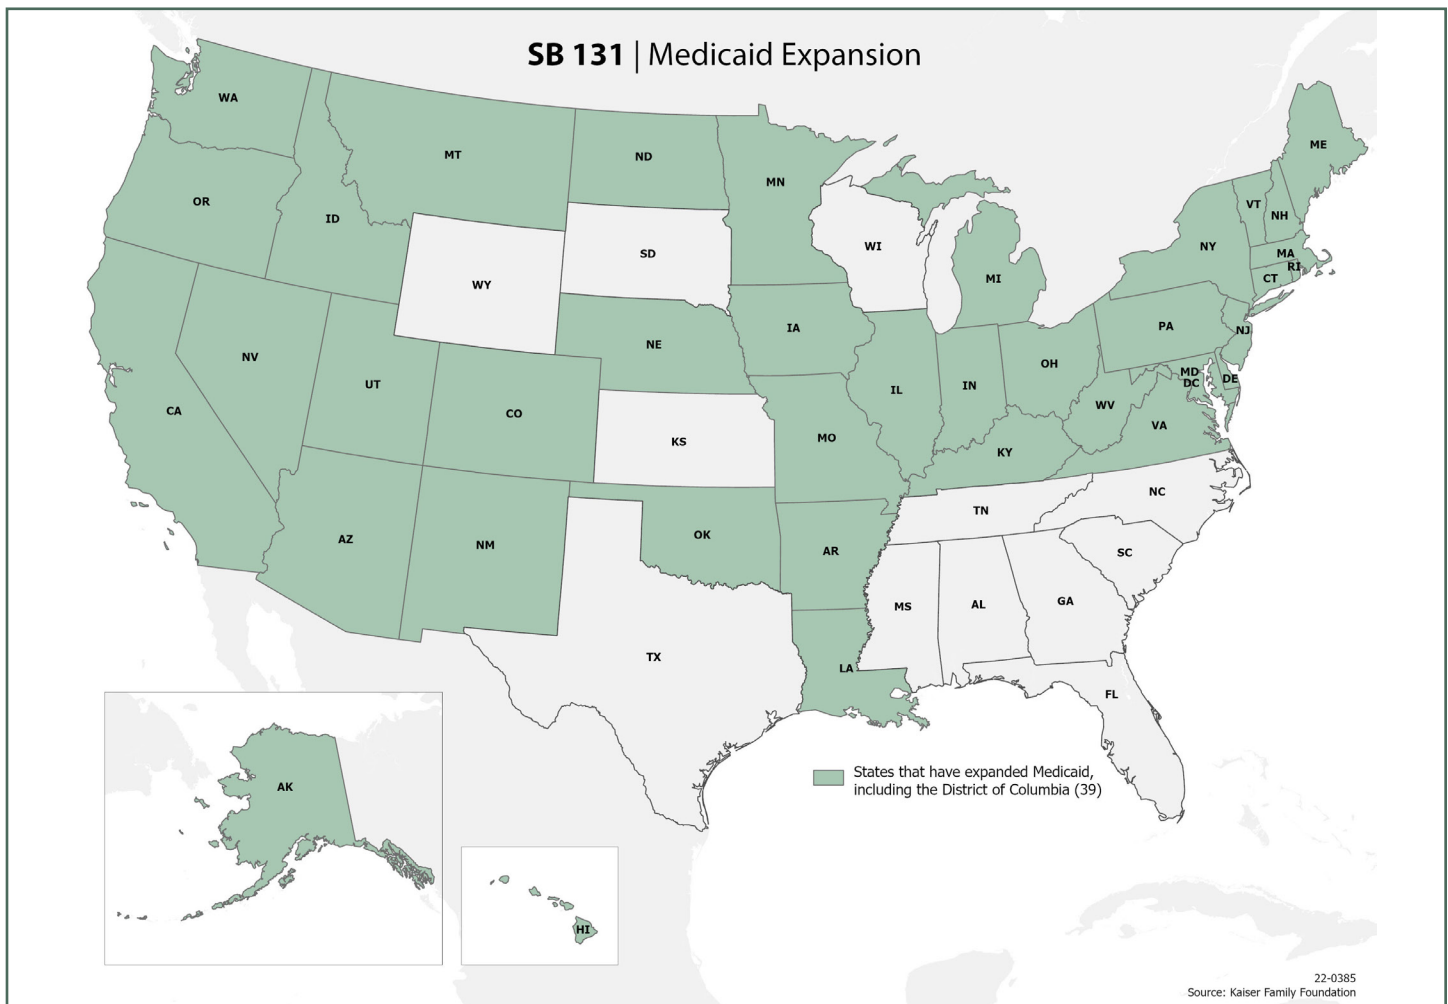 SB 131 | Medicaid Expansion
WA
MT
ND
MN
ME
OR
ID
SD
WI
VT
NH
NY
WY
MI
MA
RI
CT
NV
NE
IA
PA
NJ
UT
CO
IL
IN
OH
MD
DC
DE
CA
KS
MO
WV
VA
KY
AZ
NM
OK
AR
TN
NC
SC
MS
AL
GA
TX
LA
FL
AK
HI
States that have expanded Medicaid,
including the District of Columbia (39)
22-0385
Source: Kaiser Family Foundation